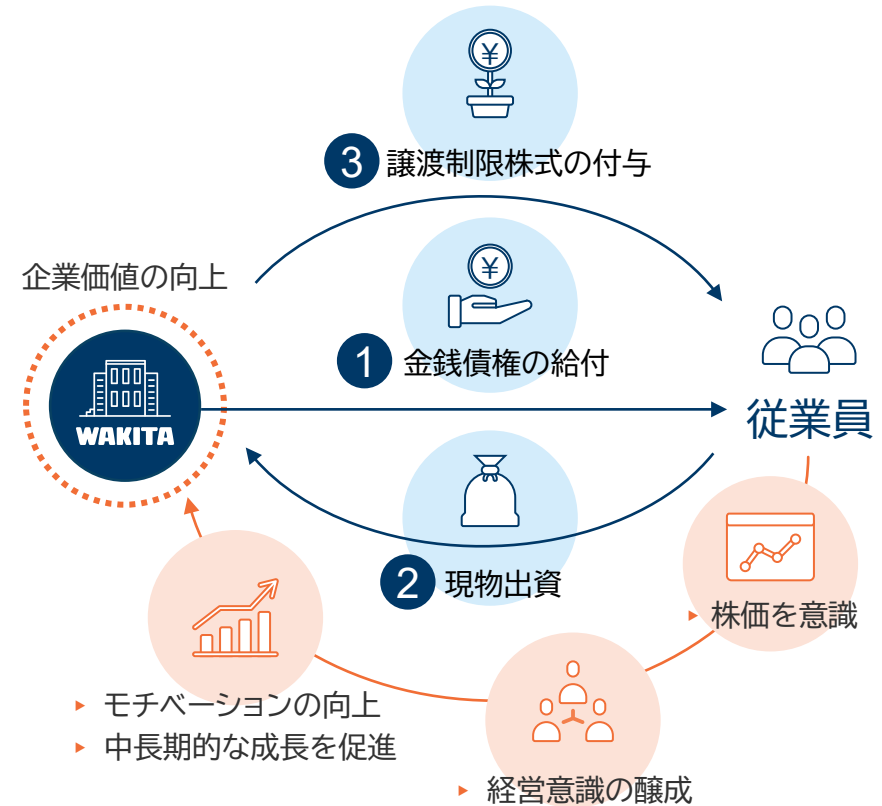 ¥
3 譲渡制限株式の付与
企業価値の向上
¥
1 金銭債権の給付
WAKITA
従業員
2 現物出資
株価を意識
モチベーションの向上
中長期的な成長を促進
経営意識の醸成